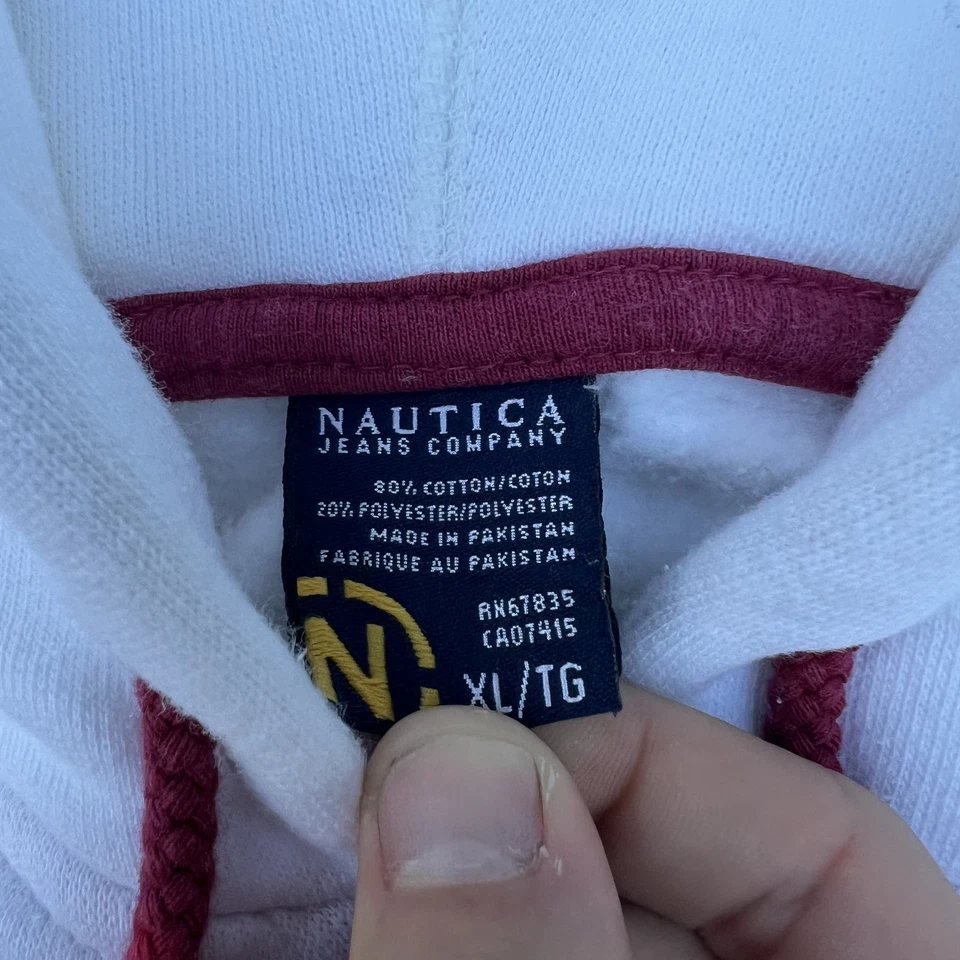 NAUTICA
JEANS COMPANY
80% COTTON/COTON
20% POLYESTER/POLYESTER
MADE IN PAKISTAN
FABRIQUE AU PAKISTAN
RN67835
CA07415
N
XL/TG